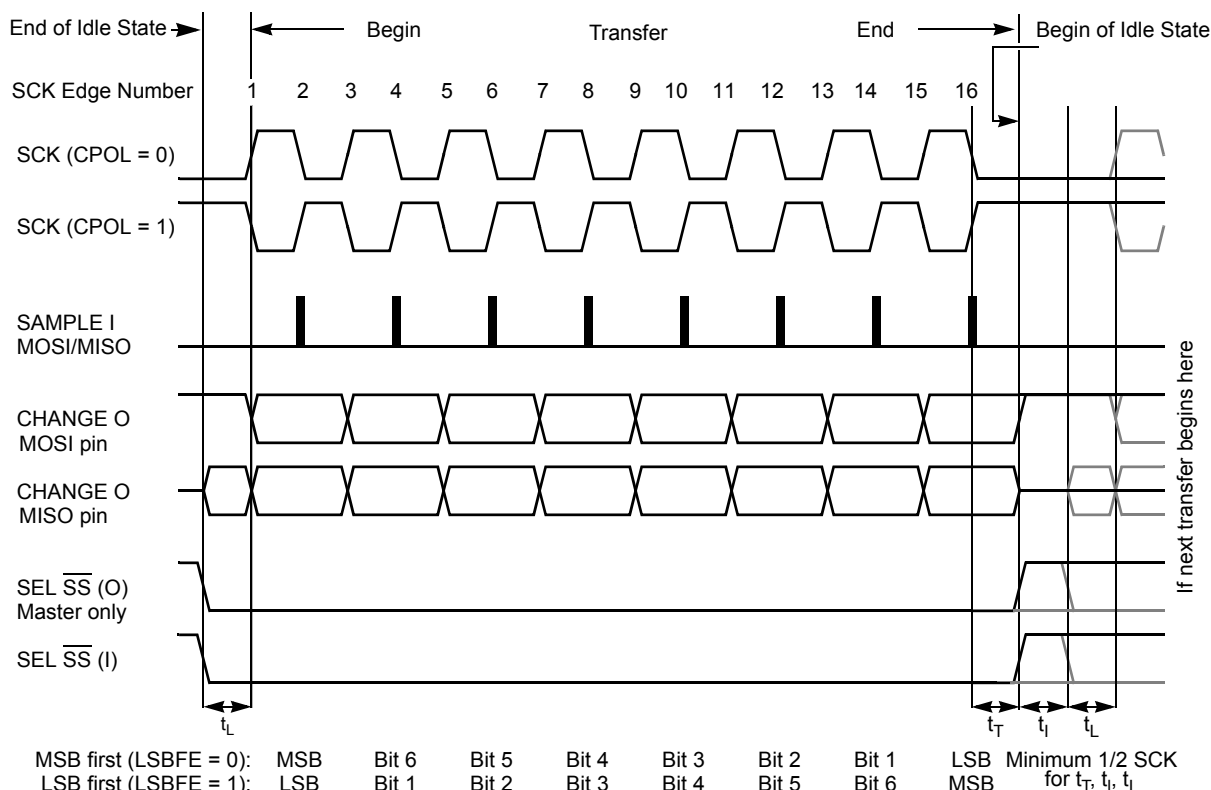 End of Idle State Begin Transfer End Begin of Idle State
SCK Edge Number 1 2 3 4 5 6 7 8 9 10 11 12 13 14 15 16
SCK (CPOL = 0)
SCK (CPOL = 1)
SAMPLE I
MOSI/MISO
CHANGE O
MOSI pin
CHANGE O
MISO pin
SEL SS (O)
Master only
SEL SS (I)
If next transfer begins here
tL tT tI tL
MSB first (LSBFE = 0): MSB Bit 6 Bit 5 Bit 4 Bit 3 Bit 2 Bit 1 LSB Minimum 1/2 SCK
LSB first (LSBFE = 1): LSB Bit 1 Bit 2 Bit 3 Bit 4 Bit 5 Bit 6 MSB for tT, tl, tl